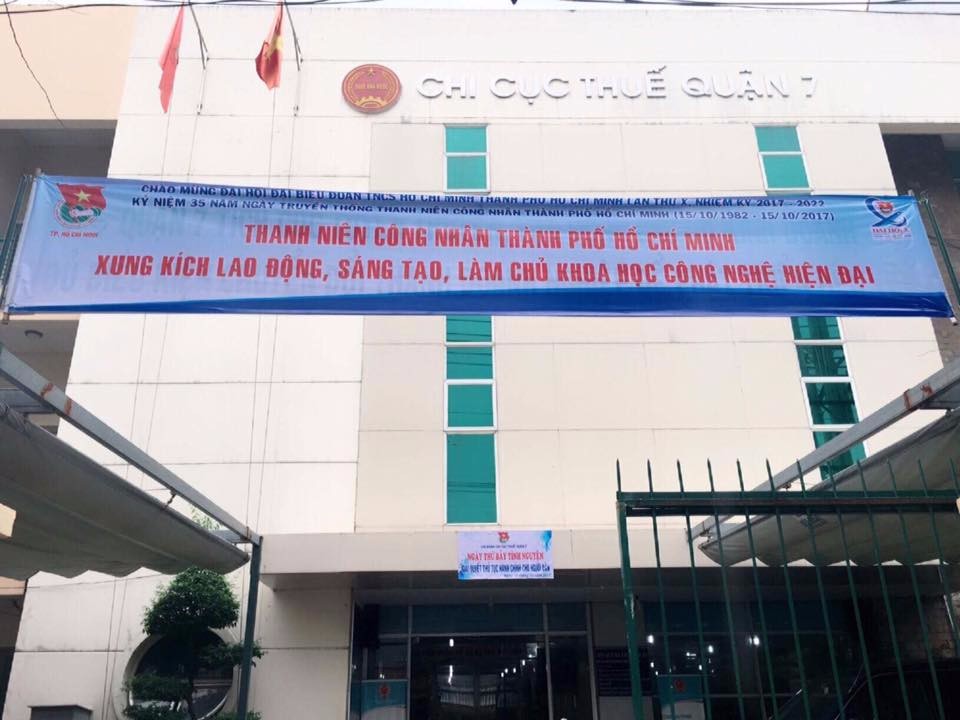 CHI CỤC THUẾ QUẬN 7
CHÀO MỪNG ĐẠI HỘI ĐẠI BIỂU ĐOÀN TNCS HỒ CHÍ MINH THÀNH PHỐ HỒ CHÍ MINH LẦN THỨ X, NHIỆM KỲ 2017 - 2022
KỶ NIỆM 35 NĂM NGÀY TRUYỀN THỐNG THANH NIÊN CÔNG NHÂN THÀNH PHỐ HỒ CHÍ MINH (15/10/1982 - 15/10/2017)
TP. HỒ CHÍ MINH
THANH NIÊN CÔNG NHÂN THÀNH PHỐ HỒ CHÍ MINH
XUNG KÍCH LAO ĐỘNG, SÁNG TẠO, LÀM CHỦ KHOA HỌC CÔNG NGHỆ HIỆN ĐẠI
ĐẠI HỘI X
NGÀY THỨ BẢY TÌNH NGUYỆN
GIẢI QUYẾT THỦ TỤC HÀNH CHÍNH CHO NGƯỜI DÂN